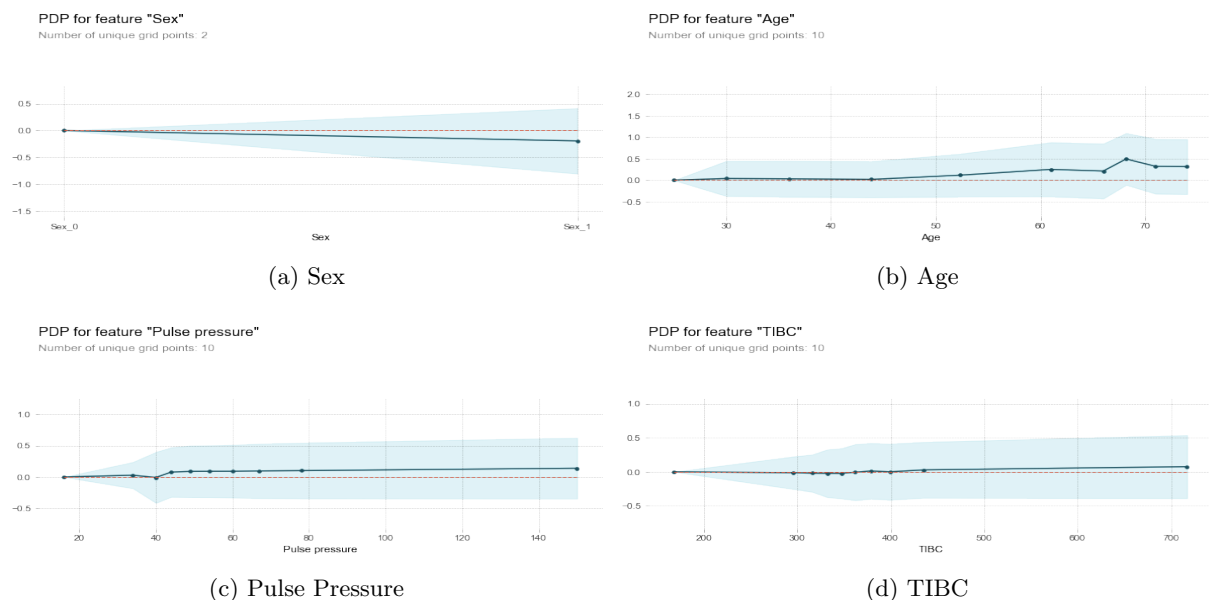 PDP for feature "Sex"
Number of unique grid points: 2
0.5
0.0
−0.5
−1.0
−1.5
Sex_0
Sex_1
Sex
(a) Sex
PDP for feature "Age"
Number of unique grid points: 10
2.0
1.5
1.0
0.5
0.0
−0.5
30
40
50
60
70
Age
(b) Age
PDP for feature "Pulse pressure"
Number of unique grid points: 10
1.0
0.5
0.0
−0.5
20
40
60
80
100
120
140
Pulse pressure
(c) Pulse Pressure
PDP for feature "TIBC"
Number of unique grid points: 10
1.0
0.5
0.0
−0.5
200
300
400
500
600
700
TIBC
(d) TIBC